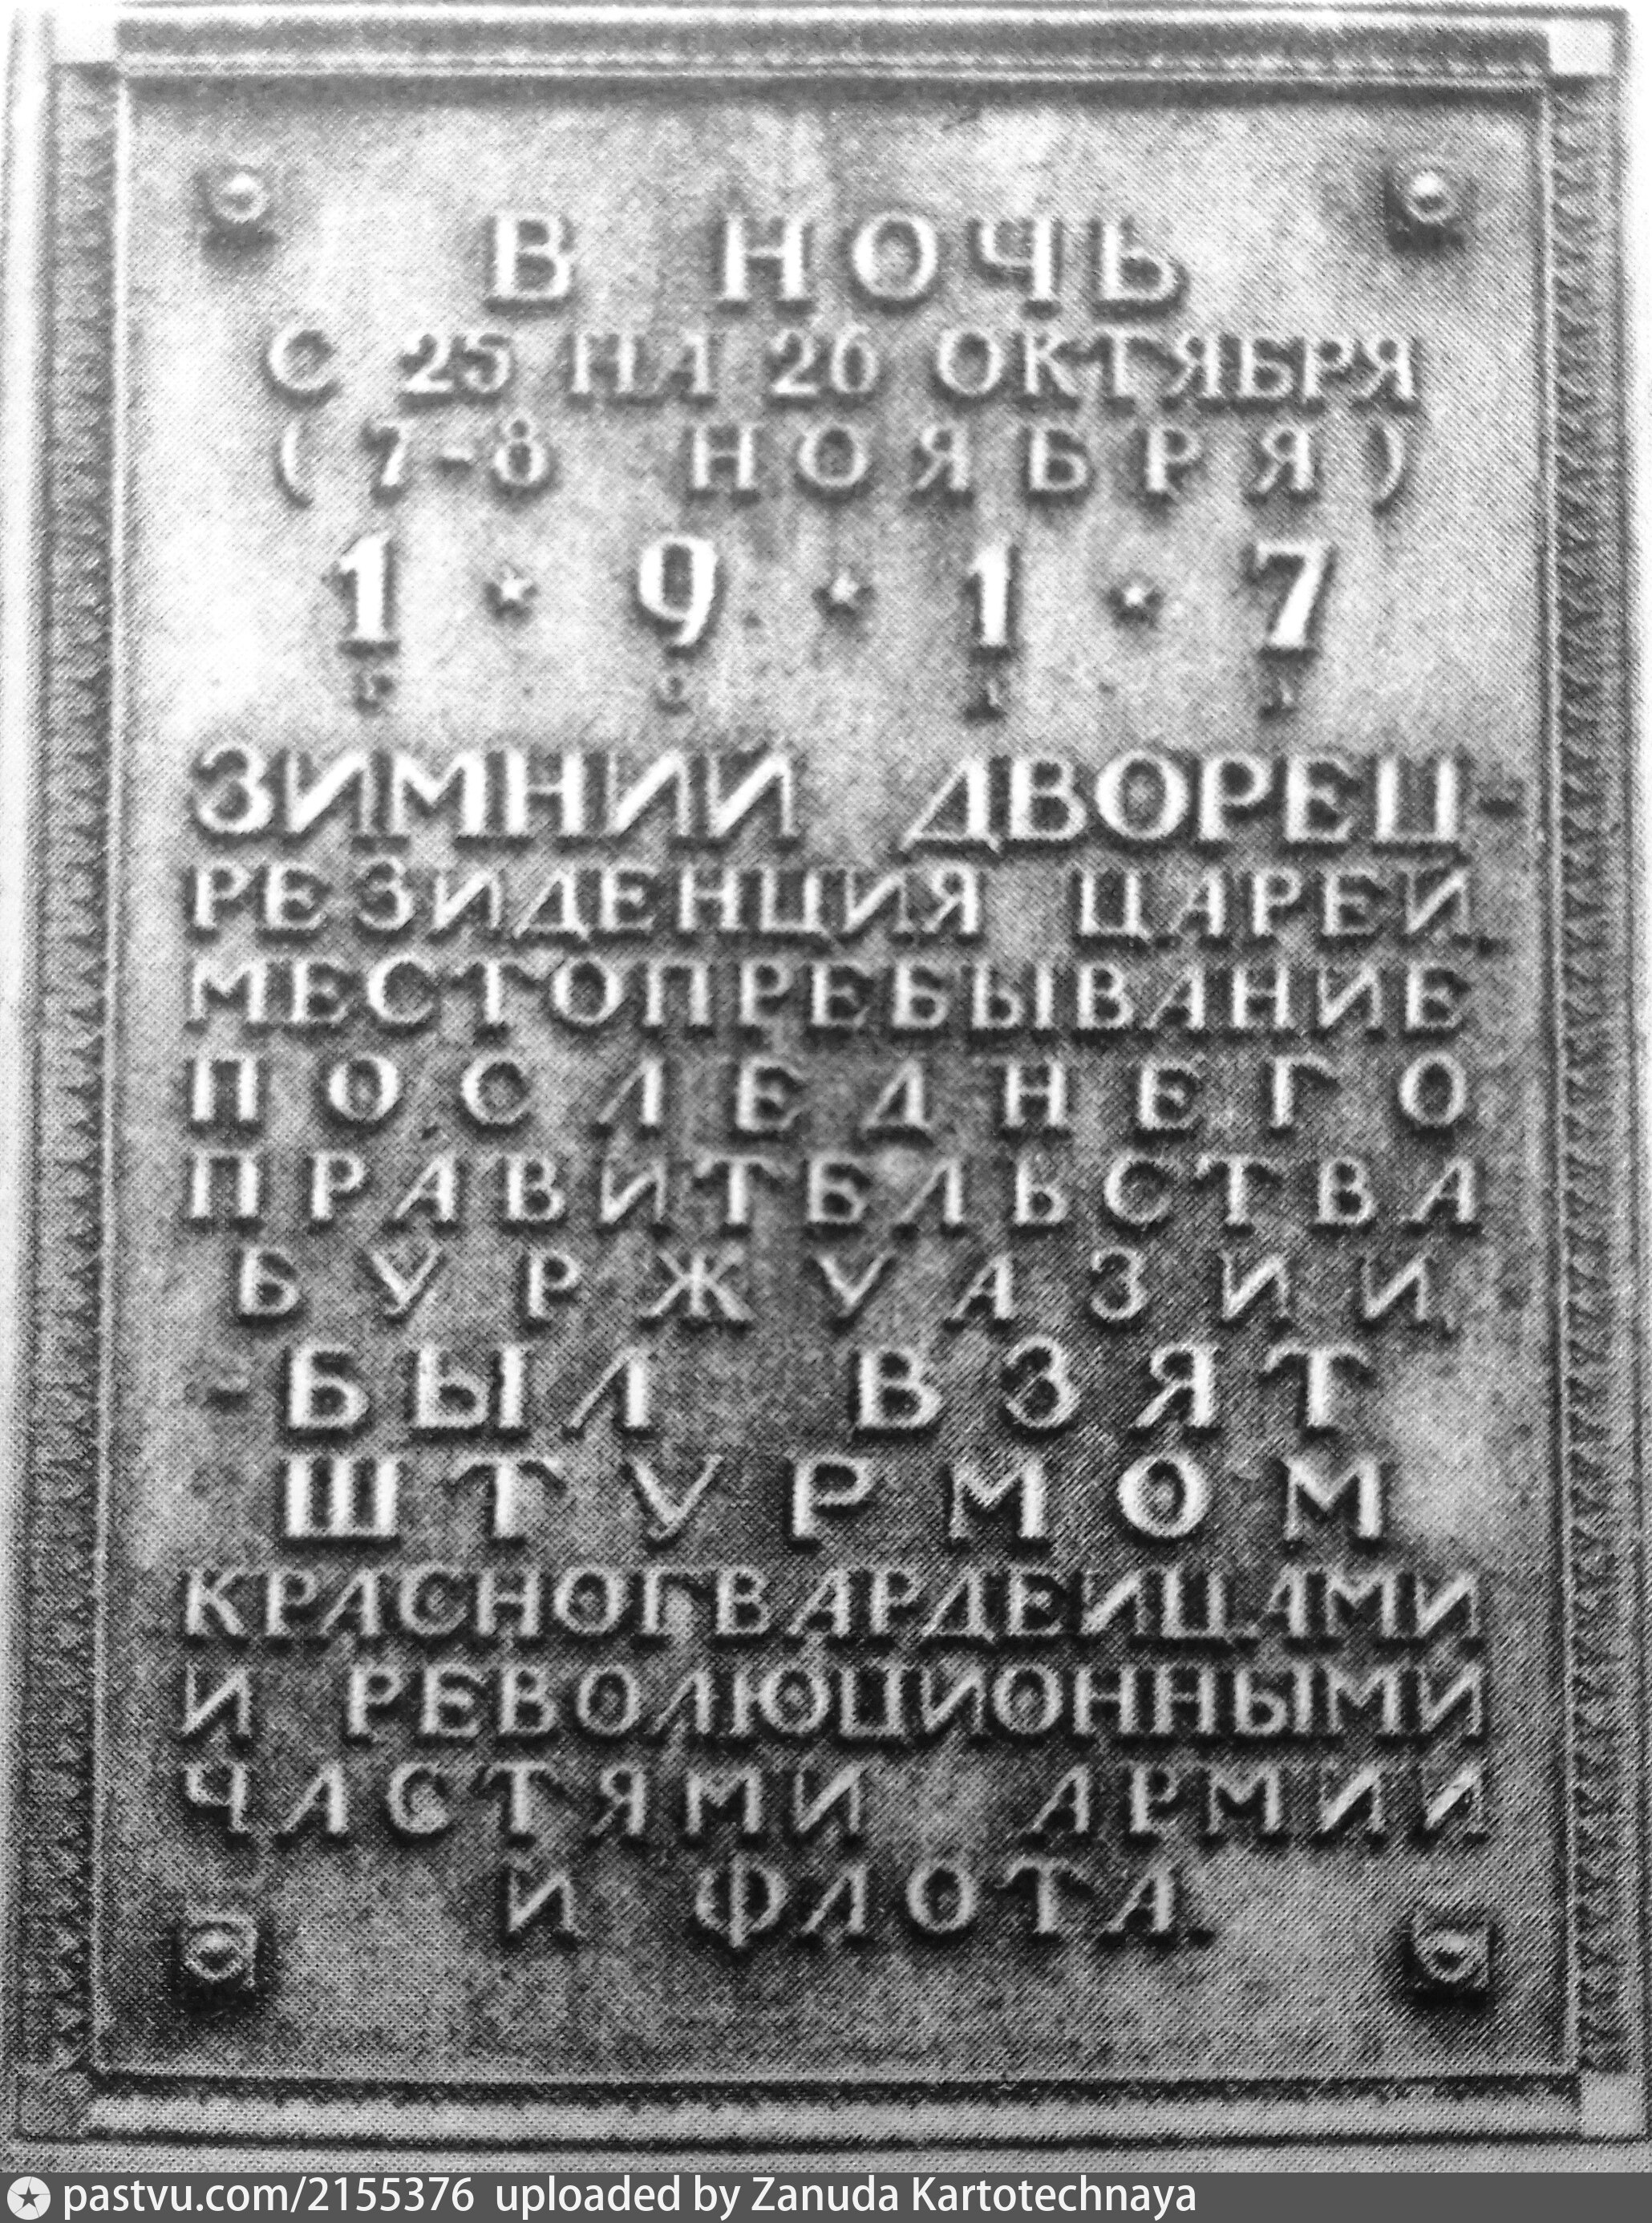 В НОЧЬ
С 25 НА 26 ОКТЯБРЯ
(7-8 НОЯБРЯ)
1 * 9 * 1 * 7
ГОДА
ЗИМНИЙ ДВОРЕЦ-
РЕЗИДЕНЦИЯ ЦАРЕЙ
МЕСТОПРЕБЫВАНИЕ
ПОСЛЕДНЕГО
ПРАВИТЕЛЬСТВА
БУРЖУАЗИИ
-БЫЛ ВЗЯТ
ШТУРМОМ
КРАСНОГВАРДЕЙЦАМИ
И РЕВОЛЮЦИОННЫМИ
ЧАСТЯМИ АРМИИ
И ФЛОТА.
pastvu.com/2155376 uploaded by Zanuda Kartotechnaya